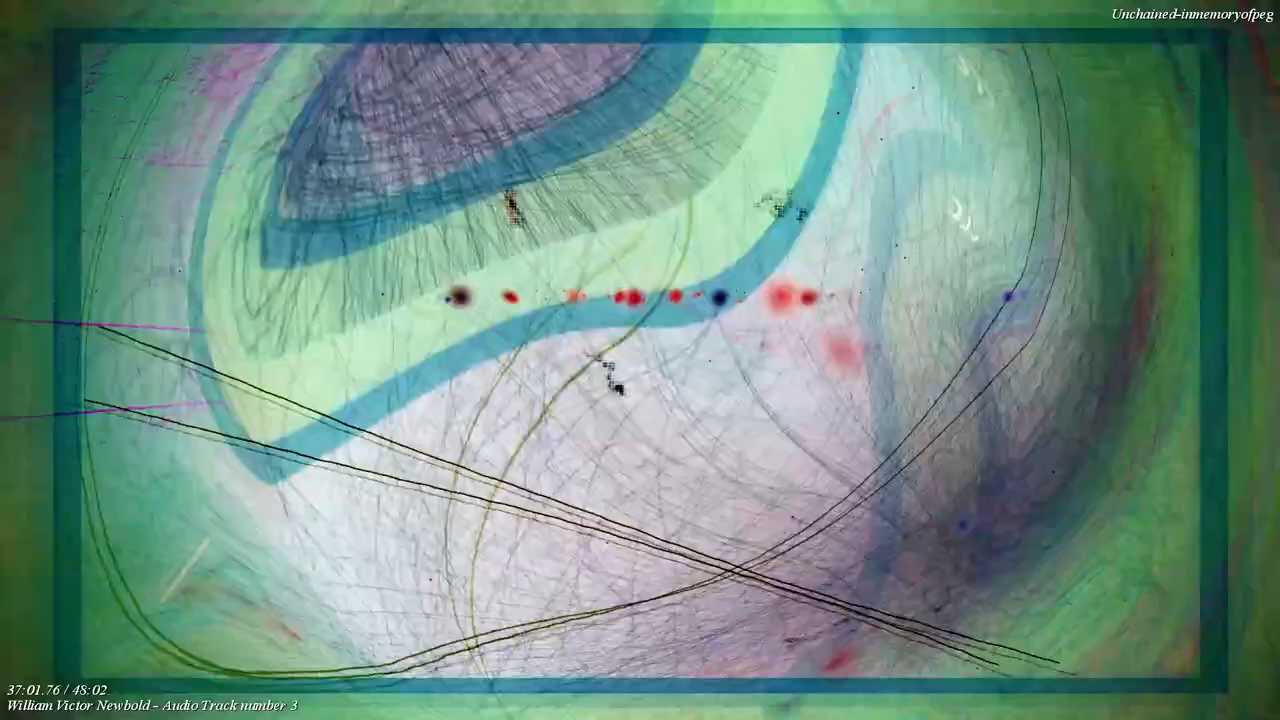 Unchained-inmemoryofpeg
37:01.76 / 48:02
William Victor Newbold - Audio Track number 3